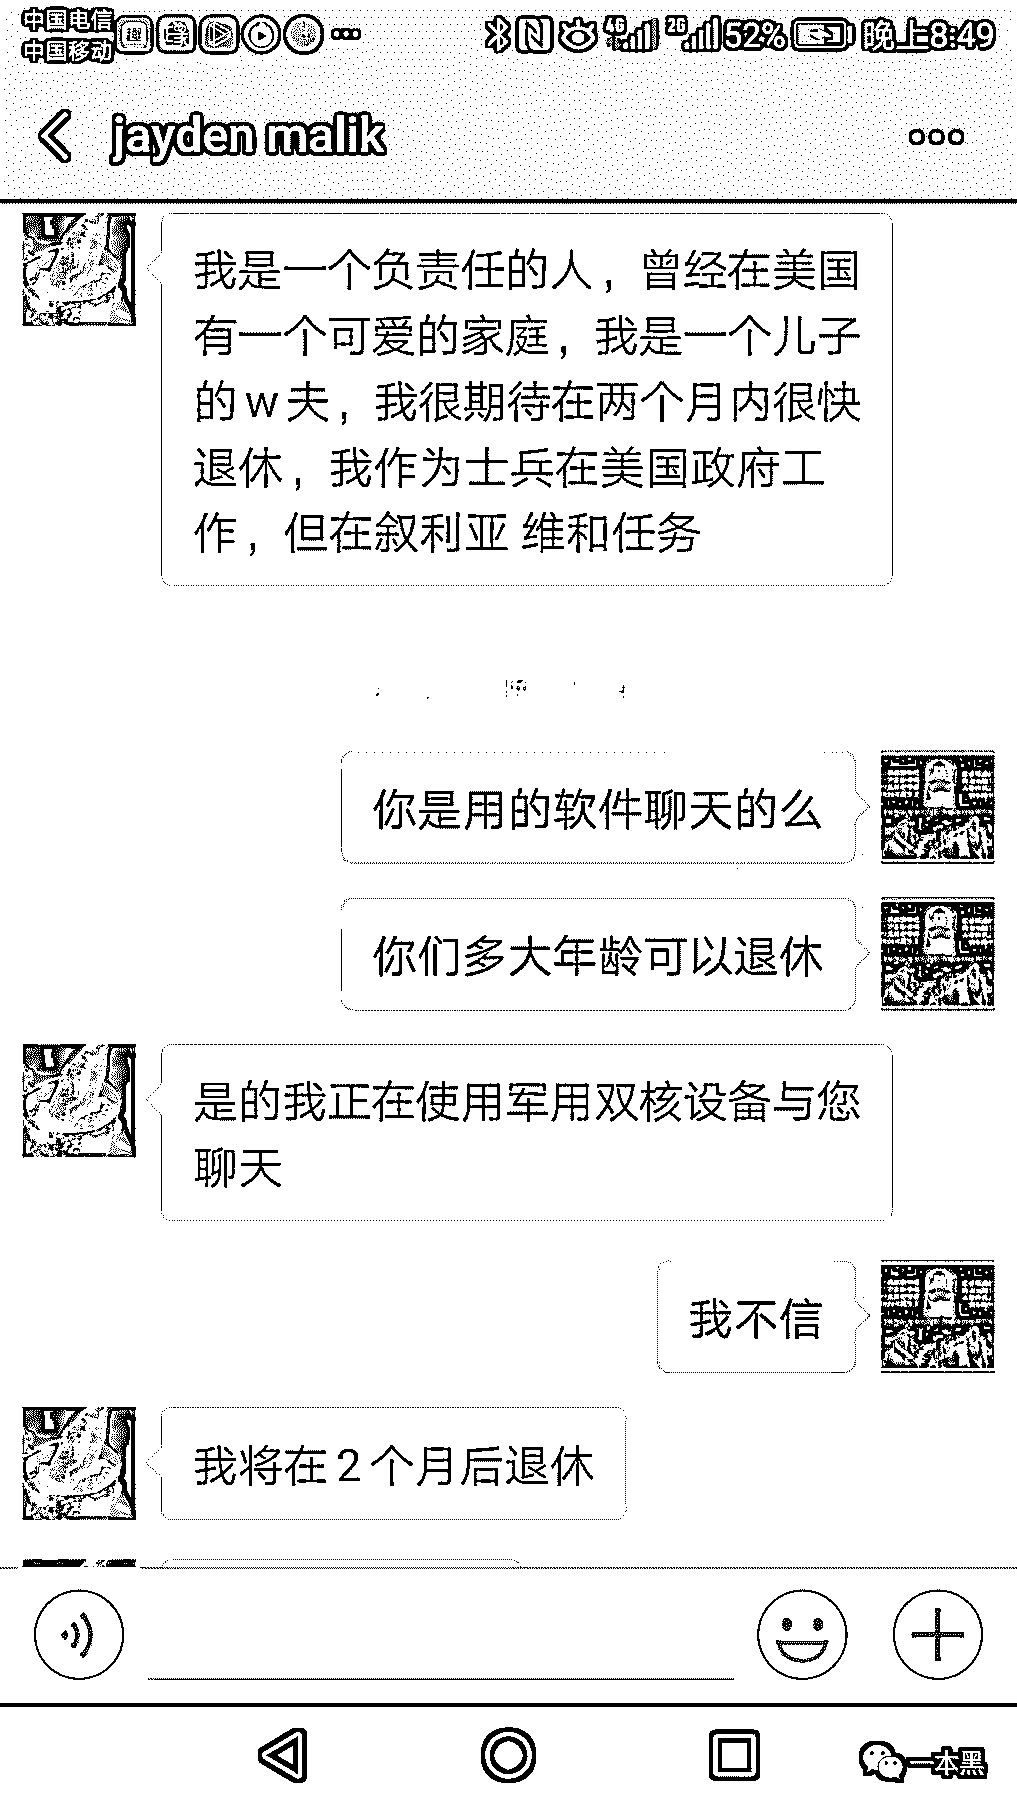 中国电信
中国移动
4G 2G 52% 晚上8:49
jayden malik
我是一个负责任的人，曾经在美国
有一个可爱的家庭，我是一个儿子
的w夫，我很期待在两个月内很快
退休，我作为士兵在美国政府工
作，但在叙利亚 维和任务
你是用的软件聊天的么
你们多大年龄可以退休
是的我正在使用军用双核设备与您
聊天
我不信
我将在2个月后退休
一本黑